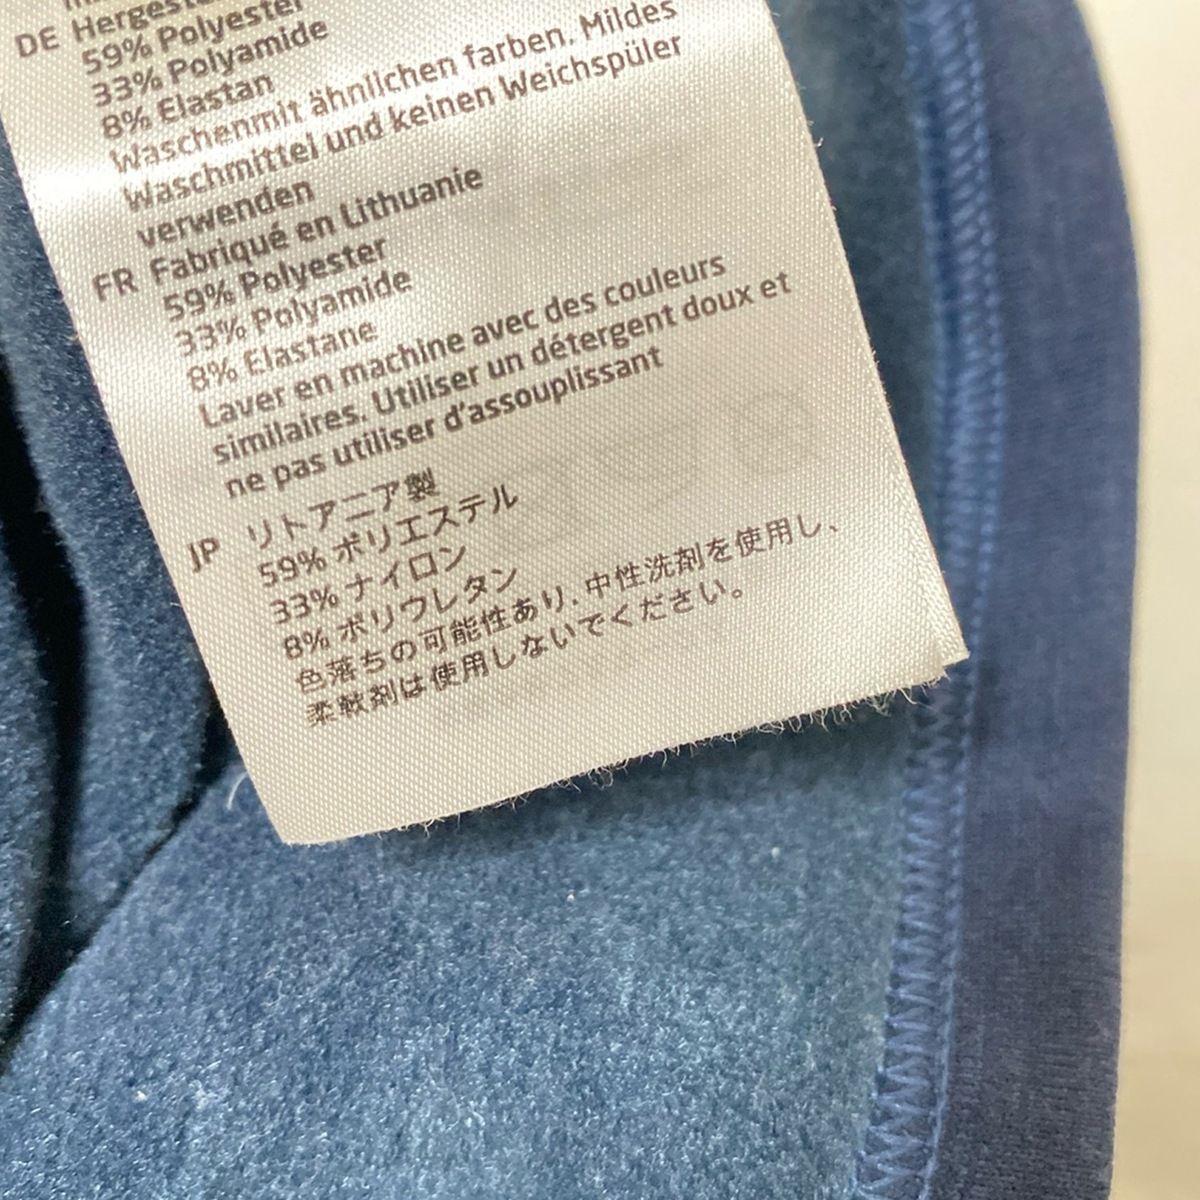 DE Hergeste
59% Polyester
33% Polyamide
8% Elastan
Waschenmit ähnlichen farben. Mildes
Waschmittel und keinen Weichspüler
verwenden
FR Fabriqué en Lithuanie
59% Polyester
33% Polyamide
8% Elastane
Laver en machine avec des couleurs
similaires. Utiliser un détergent doux et
ne pas utiliser d'assouplissant
JP リトアニア製
59% ポリエステル
33% ナイロン
8% ポリウレタン
色落ちの可能性あり、中性洗剤を使用し、
柔軟剤は使用しないでください。